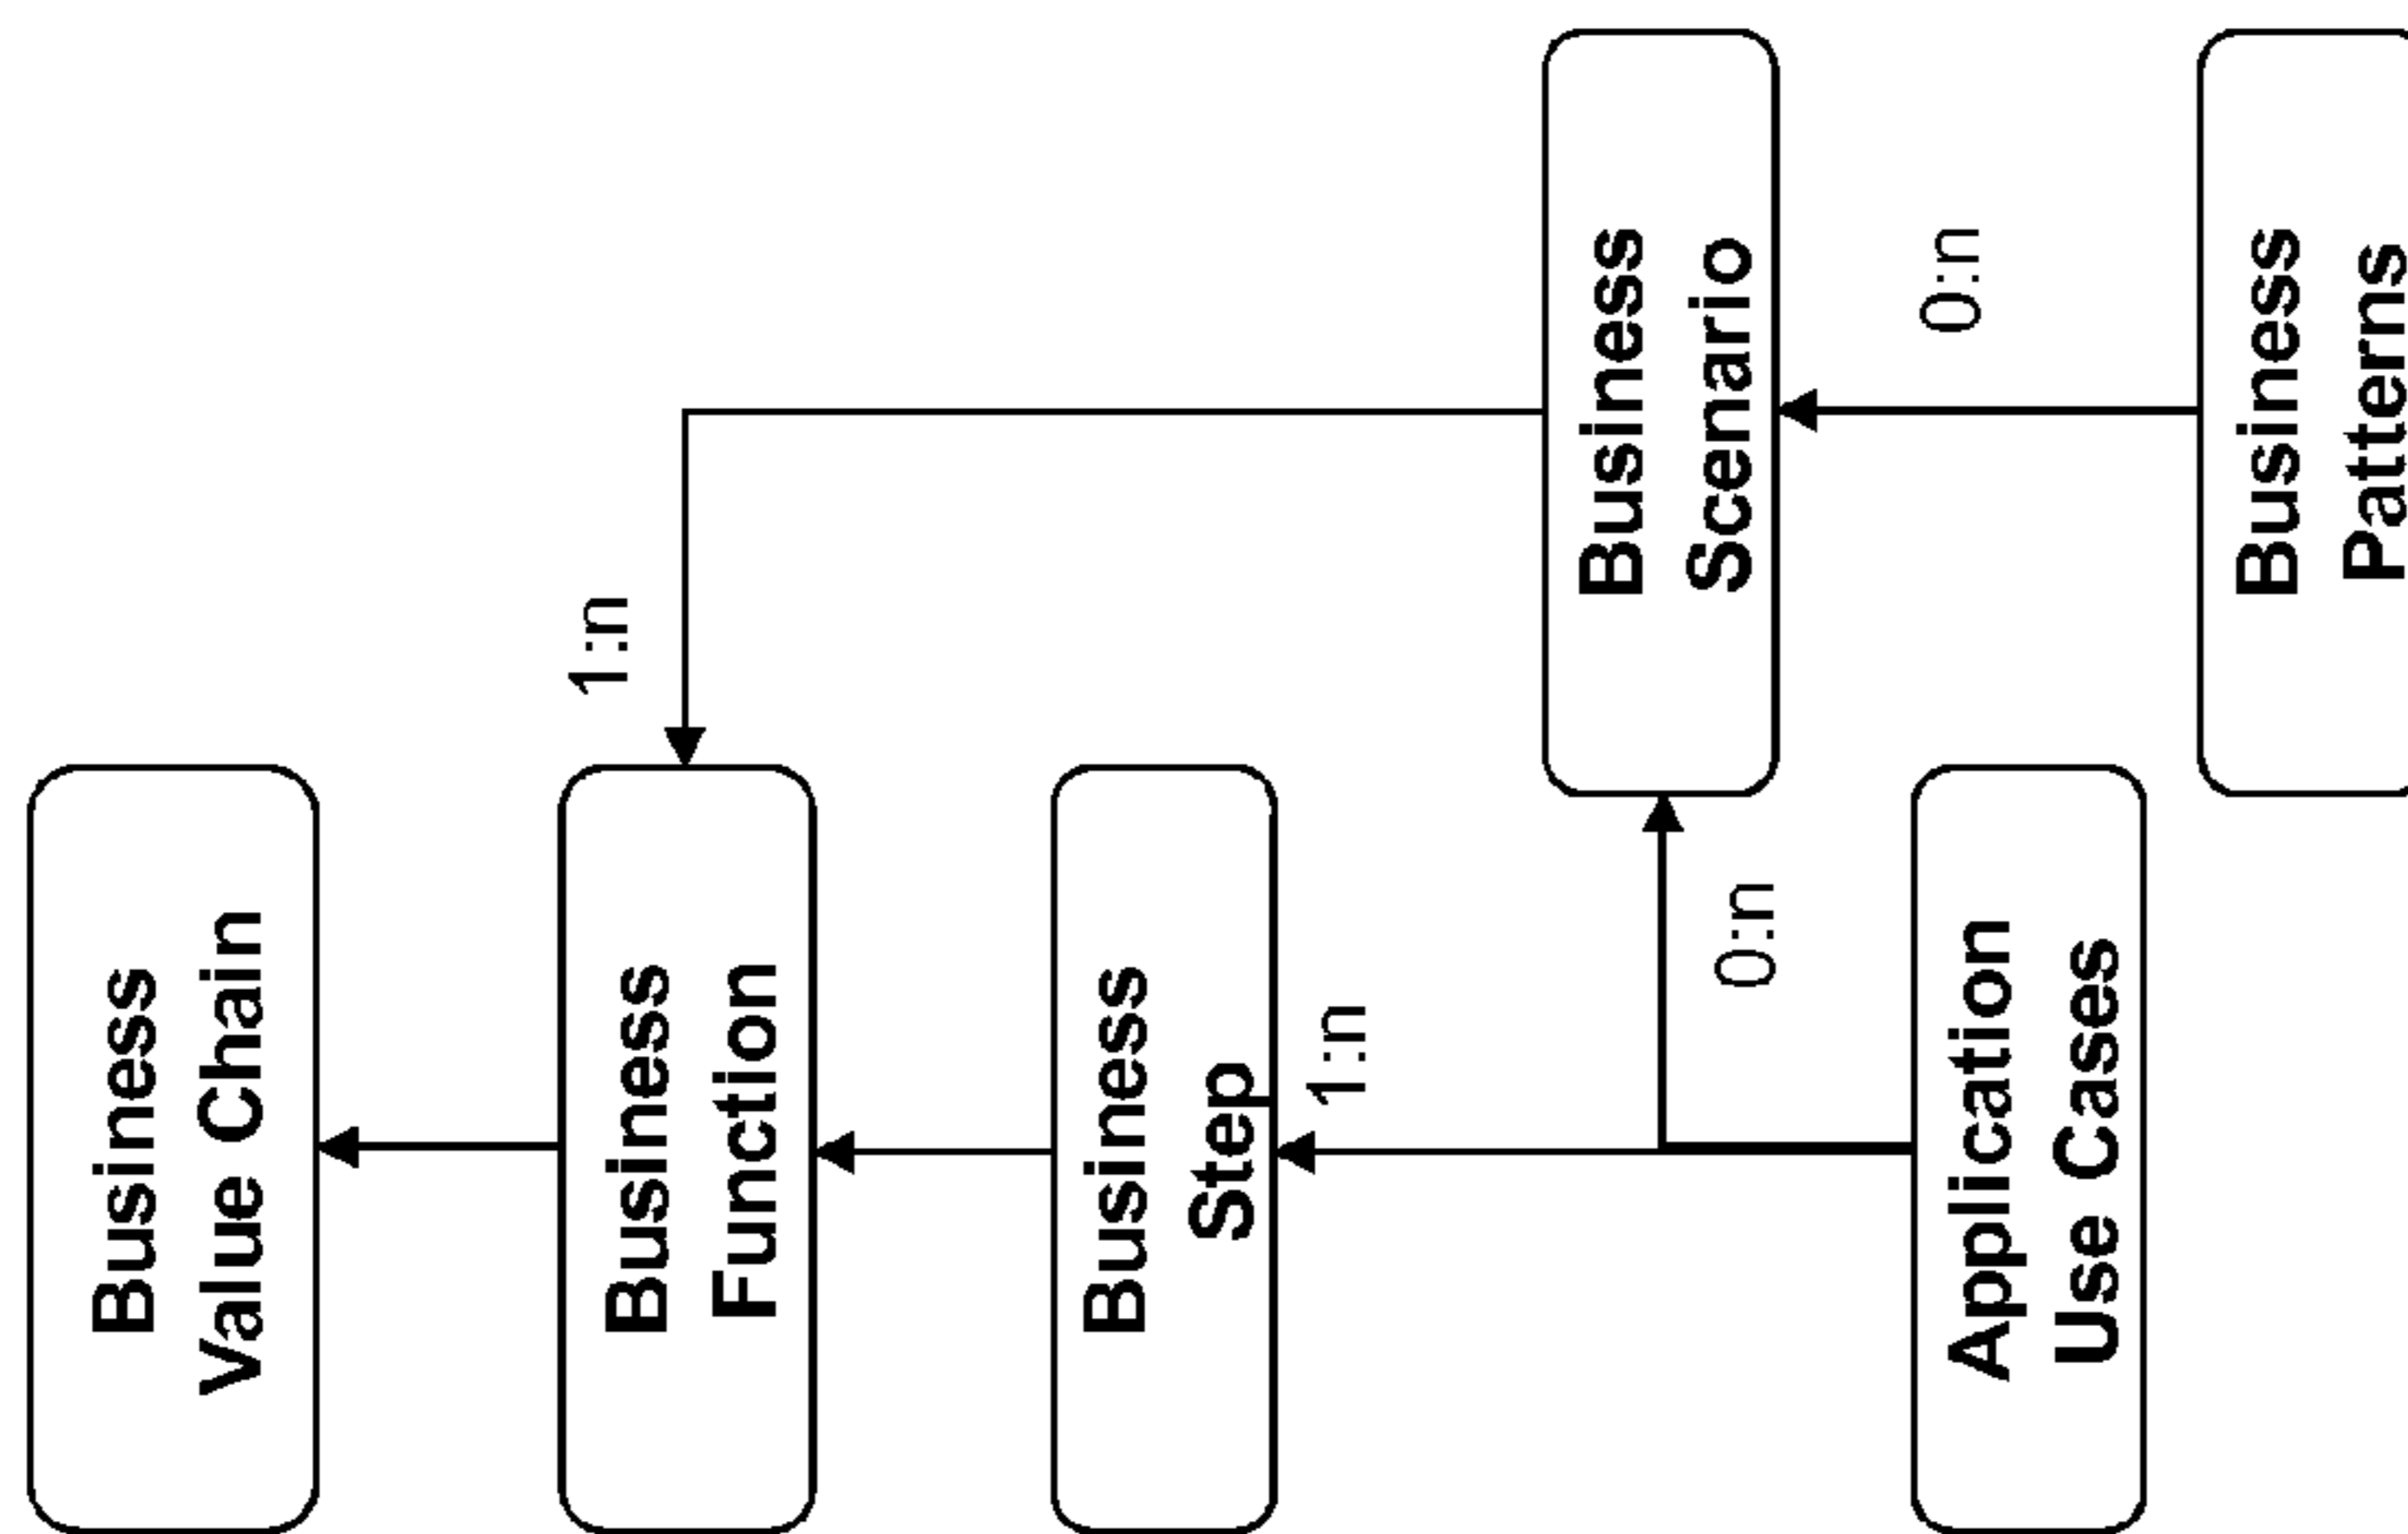 Business
Value Chain
Business
Function
1:n
Business
Step
1:n
Business
Scenario
0:n
0:n
Application
Use Cases
Business
Patterns